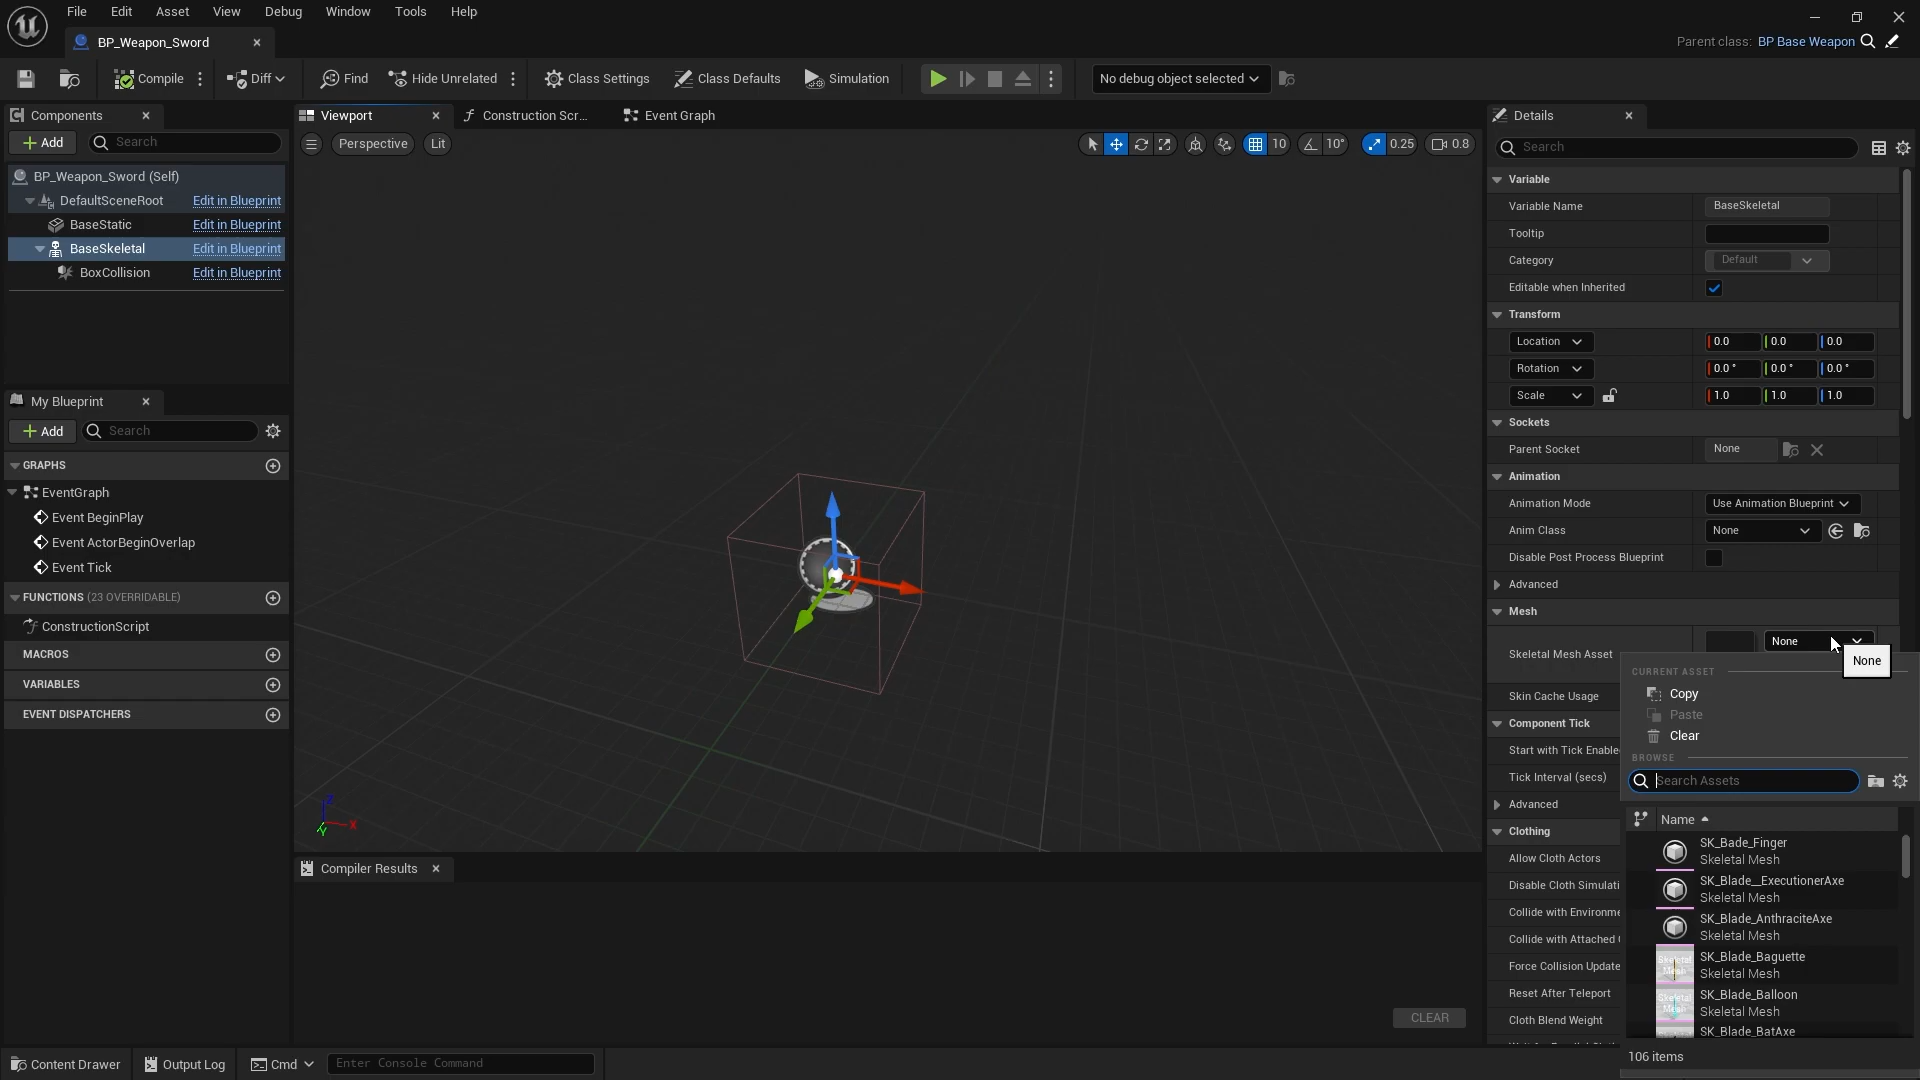 File Edit Asset View Debug Window Tools Help
BP_Weapon_Sword
Parent class: BP Base Weapon
Compile Diff Find Hide Unrelated Class Settings Class Defaults Simulation No debug object selected
Components
Add Search
BP_Weapon_Sword (Self)
DefaultSceneRoot Edit in Blueprint
BaseStatic Edit in Blueprint
BaseSkeletal Edit in Blueprint
BoxCollision Edit in Blueprint
My Blueprint
Add Search
GRAPHS
EventGraph
Event BeginPlay
Event ActorBeginOverlap
Event Tick
FUNCTIONS (23 OVERRIDABLE)
ConstructionScript
MACROS
VARIABLES
EVENT DISPATCHERS
Viewport Construction Scr... Event Graph
Perspective Lit 10 10° 0.25 0.8
Z
X
Y
Compiler Results
CLEAR
Details
Search
Variable
Variable Name BaseSkeletal
Tooltip
Category Default
Editable when Inherited
Transform
Location 0.0 0.0 0.0
Rotation 0.0 ° 0.0 ° 0.0 °
Scale 1.0 1.0 1.0
Sockets
Parent Socket None
Animation
Animation Mode Use Animation Blueprint
Anim Class None
Disable Post Process Blueprint
Advanced
Mesh
Skeletal Mesh Asset None
None
Skin Cache Usage
Component Tick
Start with Tick Enable
Tick Interval (secs)
Advanced
Clothing
Allow Cloth Actors
Disable Cloth Simulati
Collide with Environme
Collide with Attached
Force Collision Update
Reset After Teleport
Cloth Blend Weight
CURRENT ASSET
Copy
Paste
Clear
BROWSE
Search Assets
Name
SK_Bade_Finger
Skeletal Mesh
SK_Blade__ExecutionerAxe
Skeletal Mesh
SK_Blade_AnthraciteAxe
Skeletal Mesh
SK_Blade_Baguette
Skeletal Mesh
SK_Blade_Balloon
Skeletal Mesh
SK_Blade_BatAxe
106 items
Content Drawer Output Log Cmd Enter Console Command